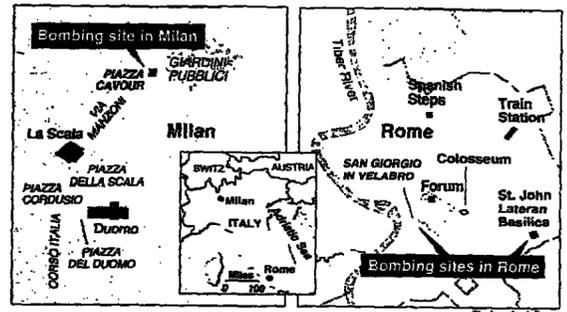 Bombing site in Milan
PIAZZA
CAVOUR
GIARDINI
PUBBLICI
VIA
MANZONI
La Scala
Milan
PIAZZA
DELLA SCALA
PIAZZA
CORDUSIO
Duomo
CORSO ITALIA
PIAZZA
DEL DUOMO
SWITZ
AUSTRIA
Milan
ITALY
Adriatic Sea
Rome
Miles
0 100
Tiber River
Spanish
Steps
Train
Station
Rome
SAN GIORGIO
IN VELABRO
Colosseum
Forum
St. John
Lateran
Basilica
Bombing sites in Rome